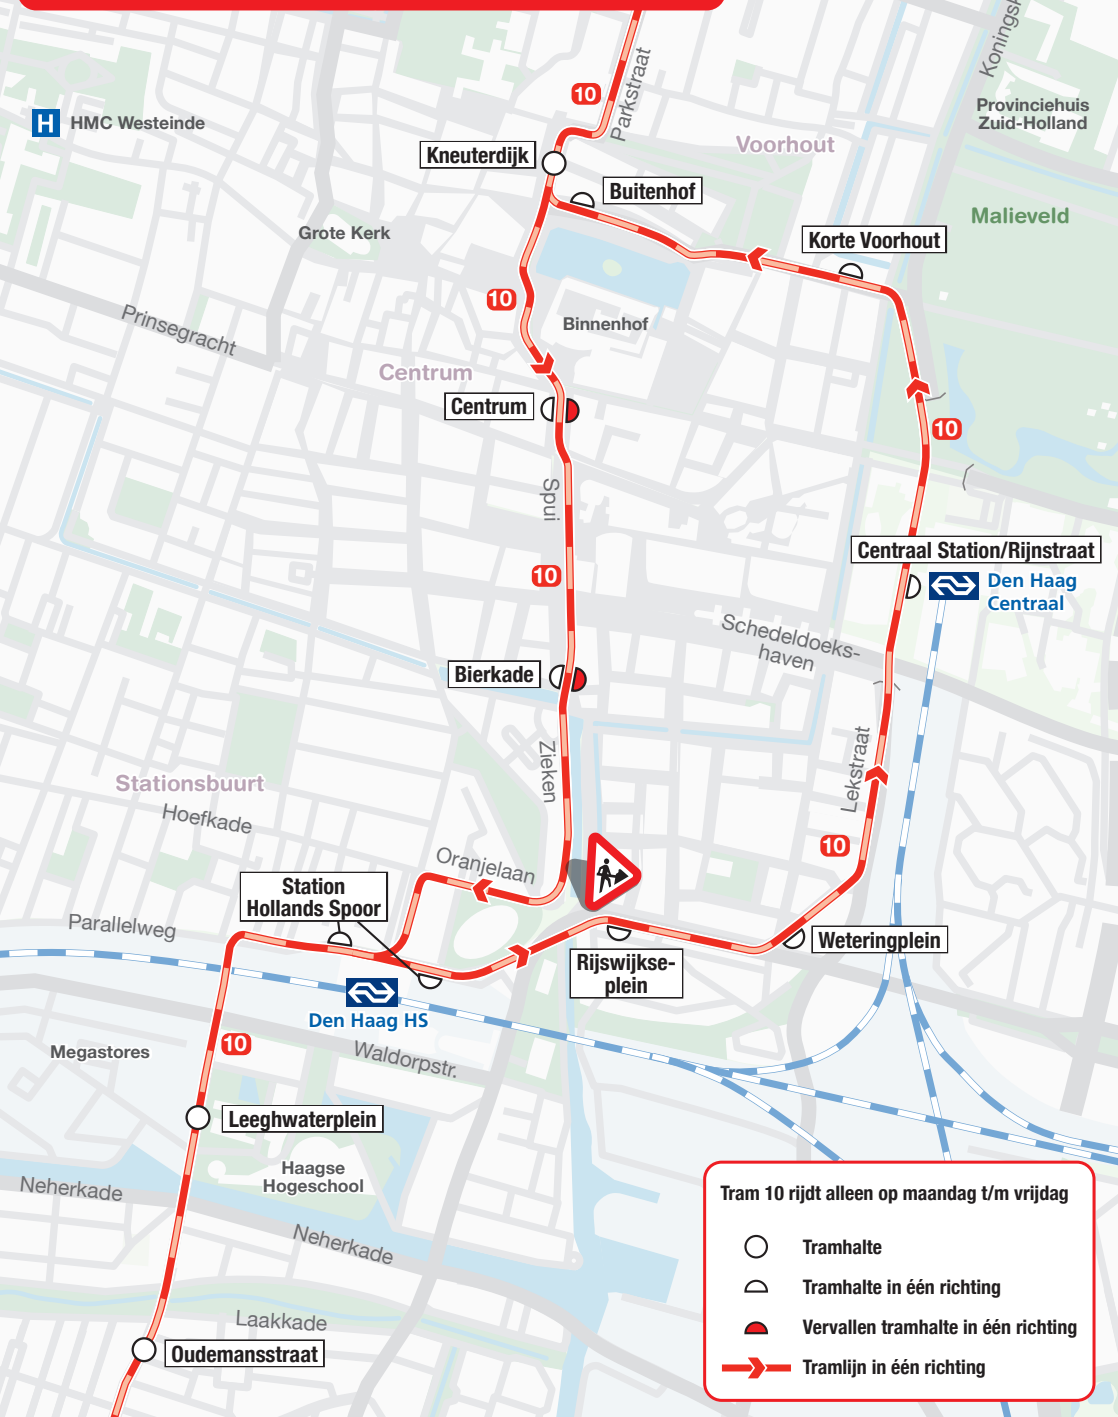 Koningsk
Parkstraat
10
Provinciehuis
Zuid-Holland
H HMC Westeinde
Voorhout
Kneuterdijk
Buitenhof
Malieveld
Grote Kerk
Korte Voorhout
10
Prinsegracht
Binnenhof
Centrum
Centrum
10
Spui
Centraal Station/Rijnstraat
10
Den Haag
Centraal
Schedeldoeks-
haven
Bierkade
Zieken
Lekstraat
Stationsbuurt
Hoefkade
10
Oranjelaan
Station
Hollands Spoor
Parallelweg
Weteringplein
Rijswijkse-
plein
Den Haag HS
10
Megastores
Waldorpstr.
Leeghwaterplein
Haagse
Hogeschool
Neherkade
Neherkade
Laakkade
Oudemansstraat
Tram 10 rijdt alleen op maandag t/m vrijdag
Tramhalte
Tramhalte in één richting
Vervallen tramhalte in één richting
Tramlijn in één richting